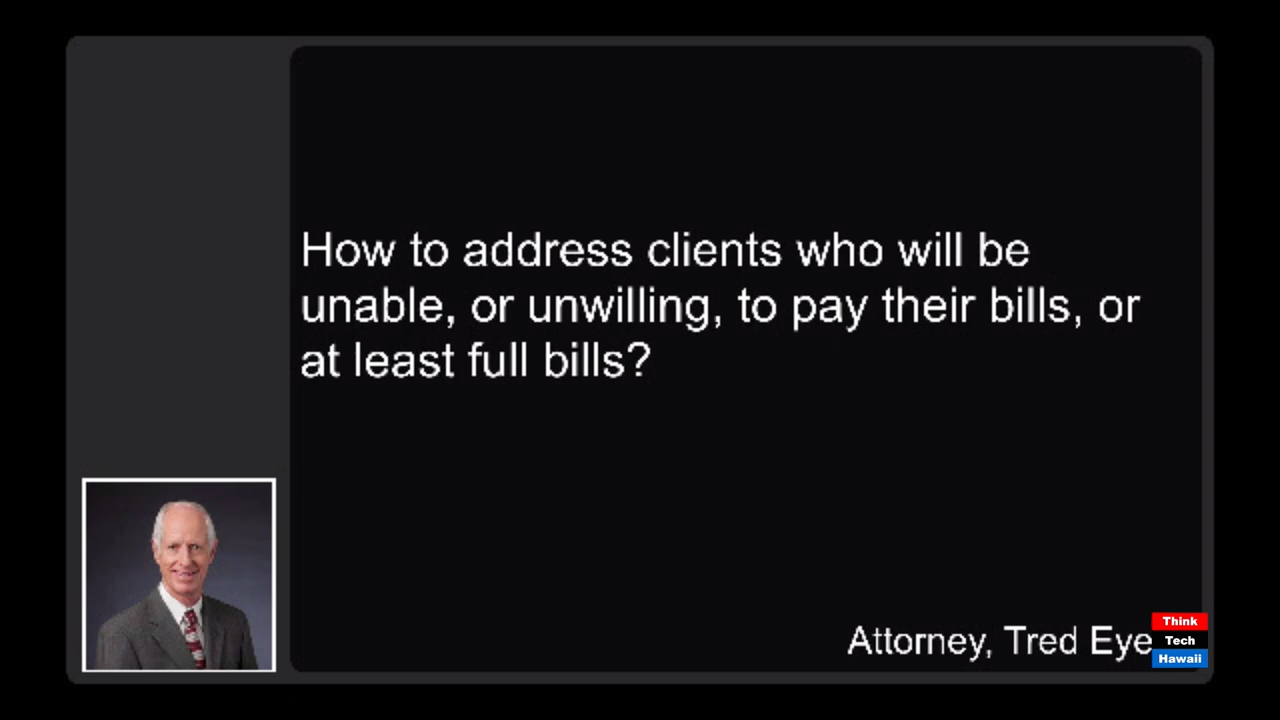 How to address clients who will be
unable, or unwilling, to pay their bills, or
at least full bills?
Attorney, Tred Eye
Think
Tech
Hawaii